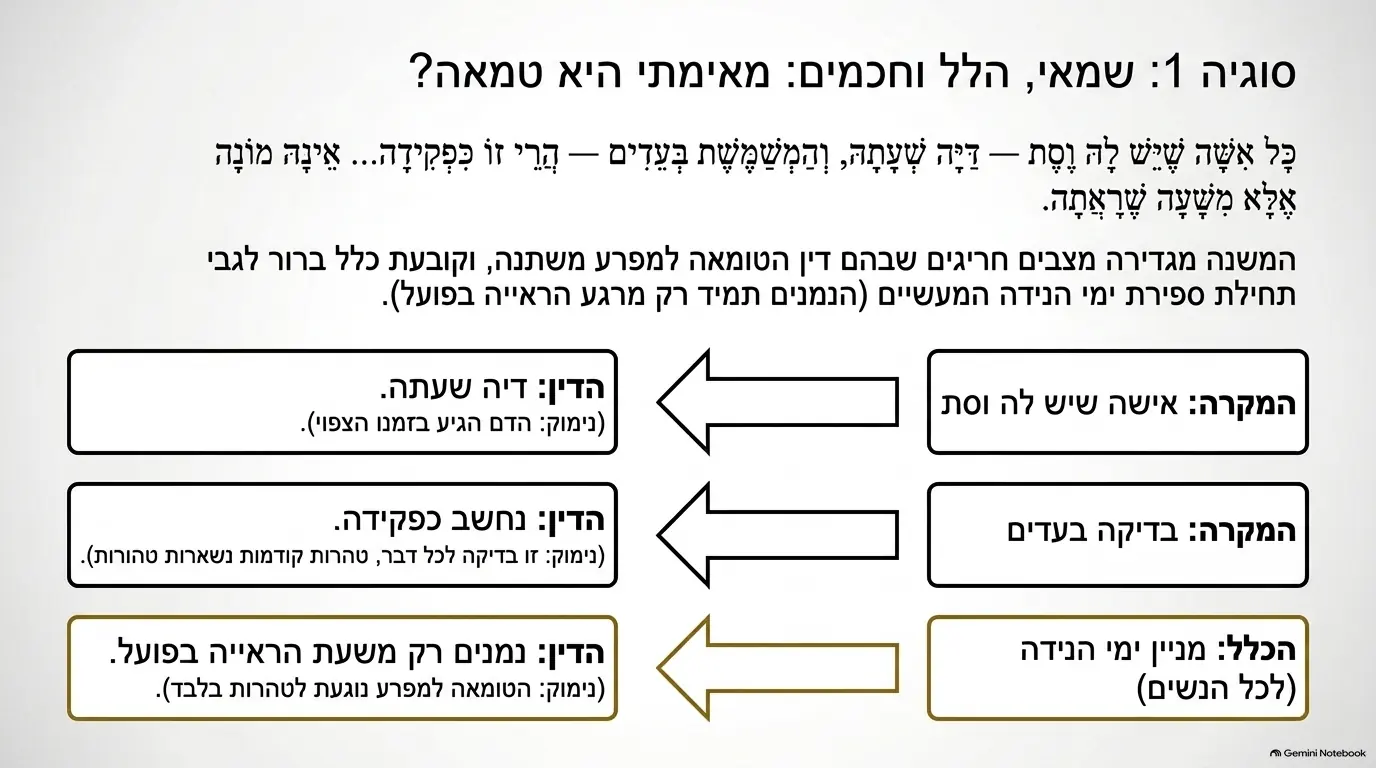 סוגיה 1: שמאי, הלל וחכמים: מאימתי היא טמאה?
כָּל אִשָּׁה שֶׁיֵּשׁ לָהּ וֶסֶת — דַּיָּהּ שְׁעָתָהּ, וְהַמְשַׁמֶּשֶׁת בְּעֵדִים — הֲרֵי זוֹ כִּפְקִידָה... אֵינָהּ מוֹנָה
אֶלָּא מִשָּׁעָה שֶׁרָאֲתָה.
המשנה מגדירה מצבים חריגים שבהם דין הטומאה למפרע משתנה, וקובעת כלל ברור לגבי
תחילת ספירת ימי הנידה המעשיים (הנמנים תמיד רק מרגע הראייה בפועל).
המקרה: אישה שיש לה וסת
הדין: דיה שעתה.
(נימוק: הדם הגיע בזמנו הצפוי).
המקרה: בדיקה בעדים
הדין: נחשב כפקידה.
(נימוק: זו בדיקה לכל דבר, טהרות קודמות נשארות טהורות).
הכלל: מניין ימי הנידה
(לכל הנשים)
הדין: נמנים רק משעת הראייה בפועל.
(נימוק: הטומאה למפרע נוגעת לטהרות בלבד).
Gemini Notebook